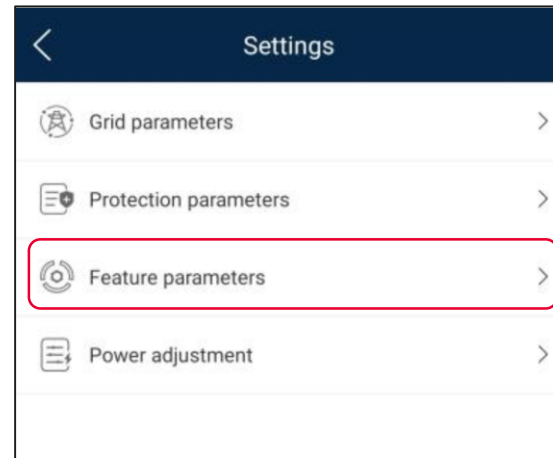 Settings
Grid parameters
Protection parameters
Feature parameters
Power adjustment